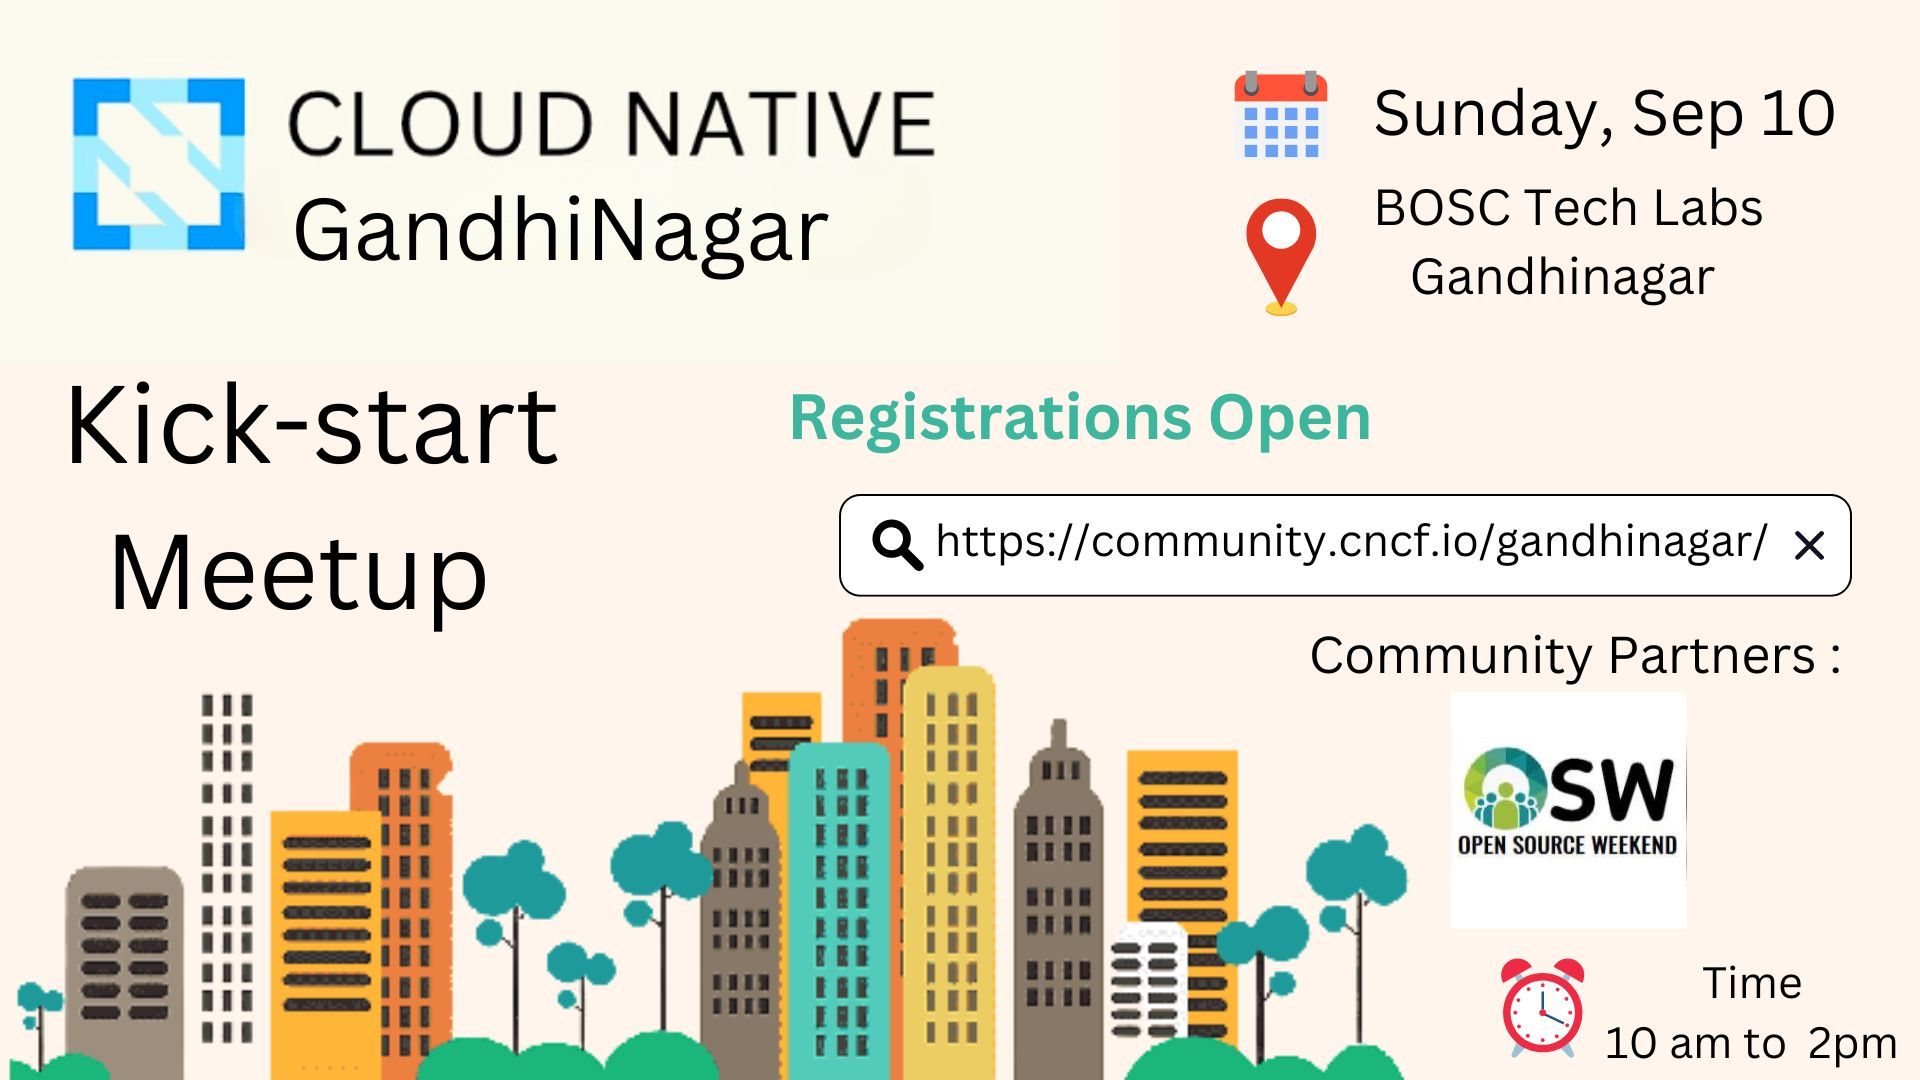 CLOUD NATIVE
GandhiNagar
Sunday, Sep 10
BOSC Tech Labs
Gandhinagar
Kick-start
Meetup
Registrations Open
https://community.cncf.io/gandhinagar/
Community Partners :
OSW
OPEN SOURCE WEEKEND
Time
10 am to 2pm